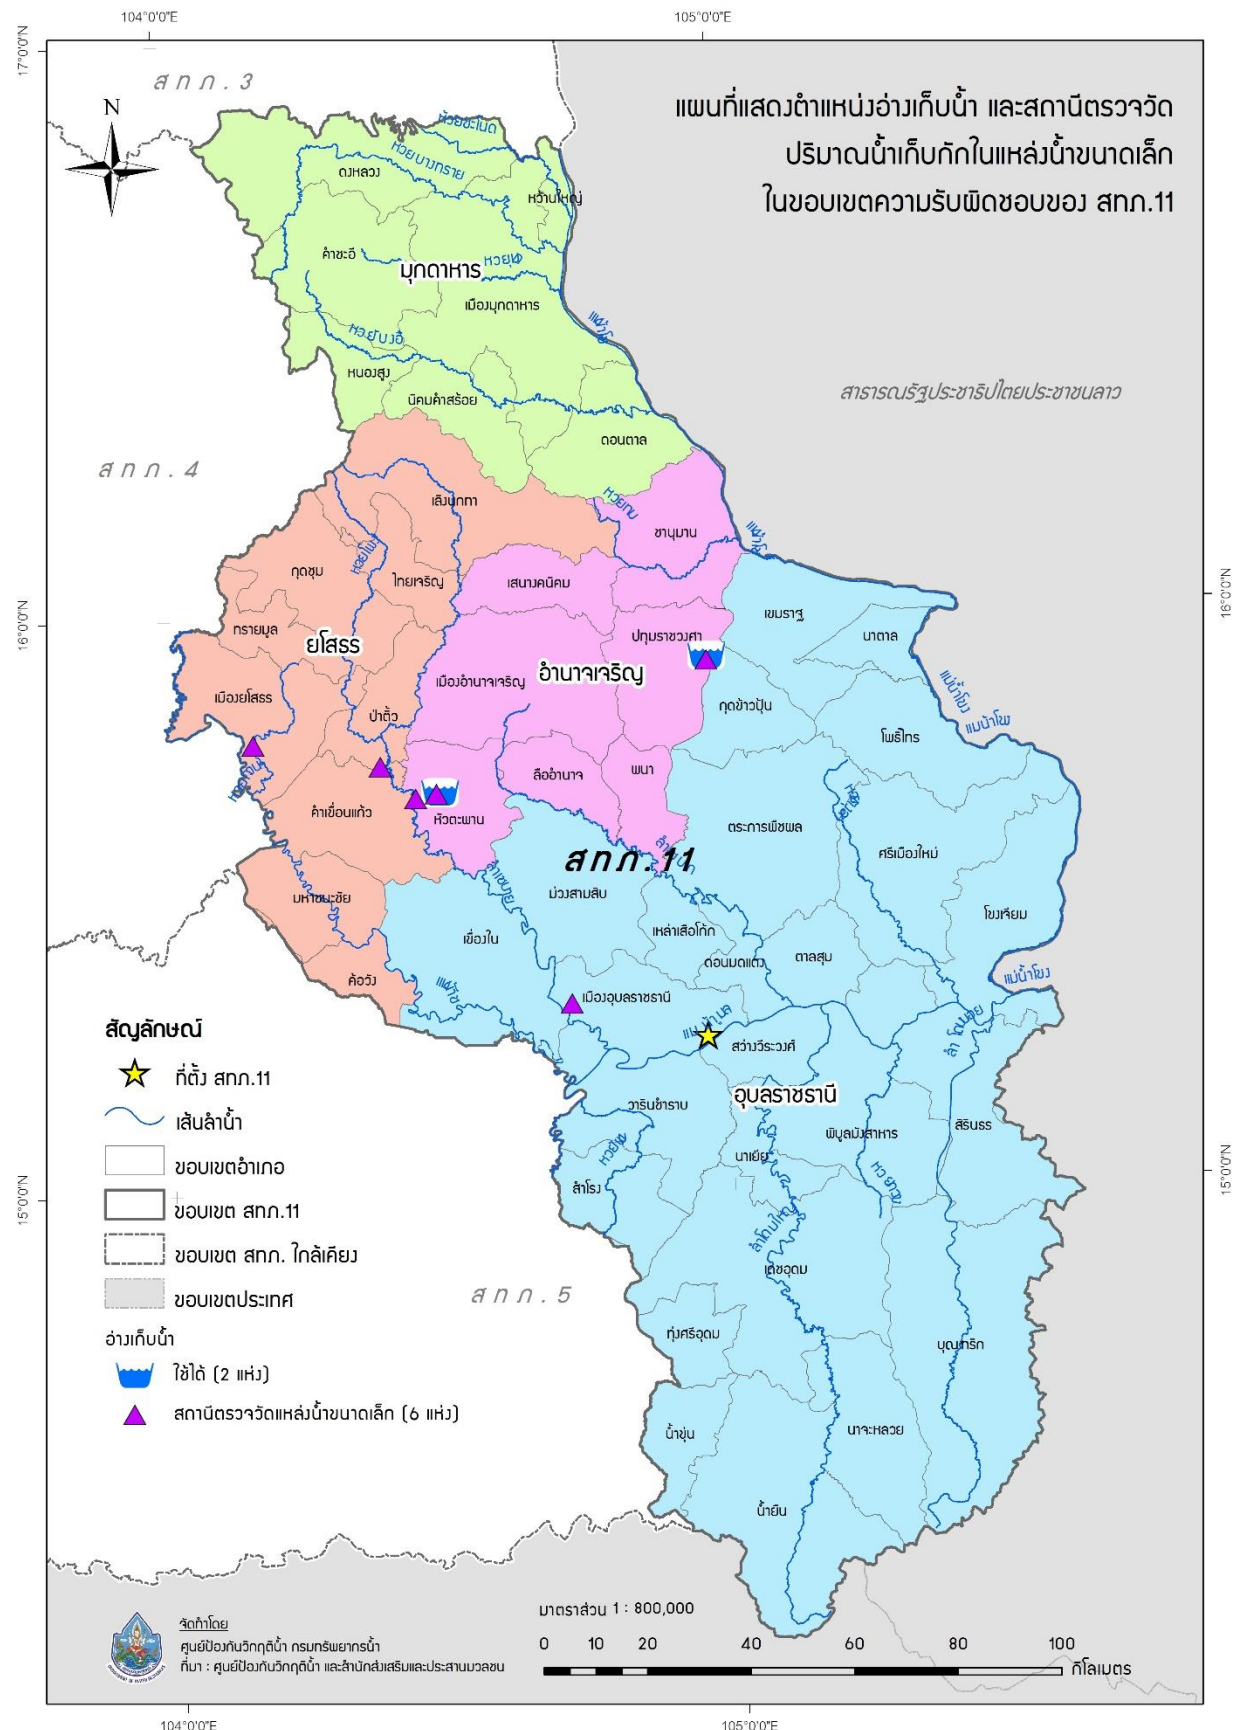 104°0'0"E
105°0'0"E
17°0'0"N
16°0'0"N
15°0'0"N
16°0'0"N
15°0'0"N
แผนที่แสดงตำแหน่งอ่างเก็บน้ำ และสถานีตรวจวัด
ปริมาณน้ำเก็บกักในแหล่งน้ำขนาดเล็ก
ในขอบเขตความรับผิดชอบของ สทภ.11
N
สทภ.3
สทภ.4
สทภ.5
สทภ.11
สาธารณรัฐประชาธิปไตยประชาชนลาว
ห้วยบางทราย
ดงหลวง
หว้านใหญ่
คำชะอี
มุกดาหาร
เมืองมุกดาหาร
หนองสูง
นิคมคำสร้อย
ดอนตาล
เลิงนกทา
ชานุมาน
กุดชุม
ไทยเจริญ
เสนางคนิคม
เขมราฐ
นาตาล
ทรายมูล
ยโสธร
ปทุมราชวงศา
เมืองยโสธร
เมืองอำนาจเจริญ
อำนาจเจริญ
ป่าติ้ว
กุดข้าวปุ้น
แม่น้ำโขง
โพธิ์ไทร
ลืออำนาจ
พนา
คำเขื่อนแก้ว
หัวตะพาน
ตระการพืชผล
ศรีเมืองใหม่
ม่วงสามสิบ
มหาชนะชัย
เขื่องใน
เหล่าเสือโก้ก
โขงเจียม
ดอนมดแดง
ตาลสุม
ค้อวัง
แม่น้ำโขง
เมืองอุบลราชธานี
สว่างวีระวงศ์
อุบลราชธานี
วารินชำราบ
พิบูลมังสาหาร
สิรินธร
นาเยีย
สำโรง
ลำโดมใหญ่
เดชอุดม
ทุ่งศรีอุดม
บุณฑริก
น้ำขุ่น
นาจะหลวย
น้ำยืน
สัญลักษณ์
ที่ตั้ง สทภ.11
เส้นลำน้ำ
ขอบเขตอำเภอ
ขอบเขต สทภ.11
ขอบเขต สทภ. ใกล้เคียง
ขอบเขตประเทศ
อ่างเก็บน้ำ
ใช้ได้ (2 แห่ง)
สถานีตรวจวัดแหล่งน้ำขนาดเล็ก (6 แห่ง)
จัดทำโดย
ศูนย์ป้องกันวิกฤติน้ำ กรมทรัพยากรน้ำ
ที่มา : ศูนย์ป้องกันวิกฤติน้ำ และสำนักส่งเสริมและประสานมวลชน
มาตราส่วน 1 : 800,000
0 10 20 40 60 80 100
กิโลเมตร
104°0'0"E
105°0'0"E